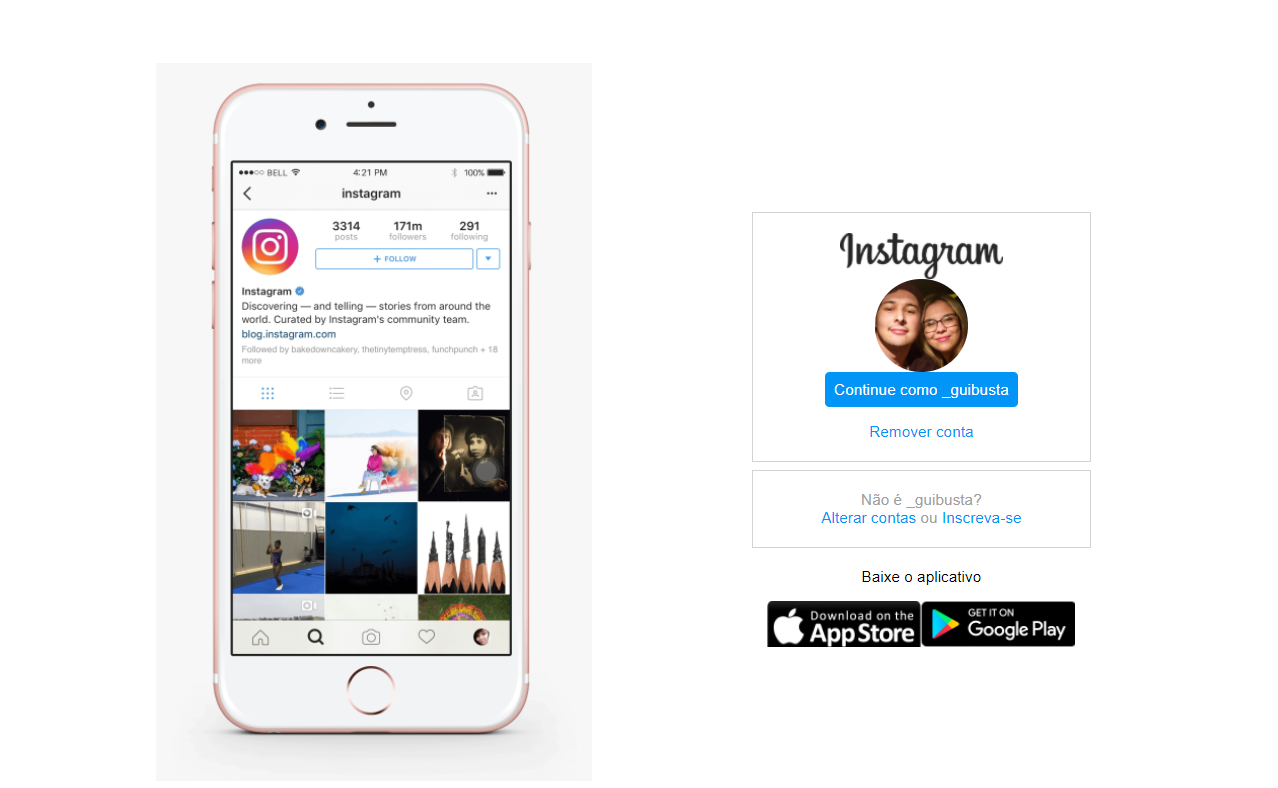 BELL
4:21 PM
100%
instagram
3314
171m
291
posts
followers
following
+ FOLLOW
Instagram
Discovering — and telling — stories from around the
world. Curated by Instagram's community team.
blog.instagram.com
Followed by bakedowncakery, thetinytemptress, funchpunch + 18
more
Instagram
Continue como _guibusta
Remover conta
Não é _guibusta?
Alterar contas ou Inscreva-se
Baixe o aplicativo
Download on the
App Store
GET IT ON
Google Play